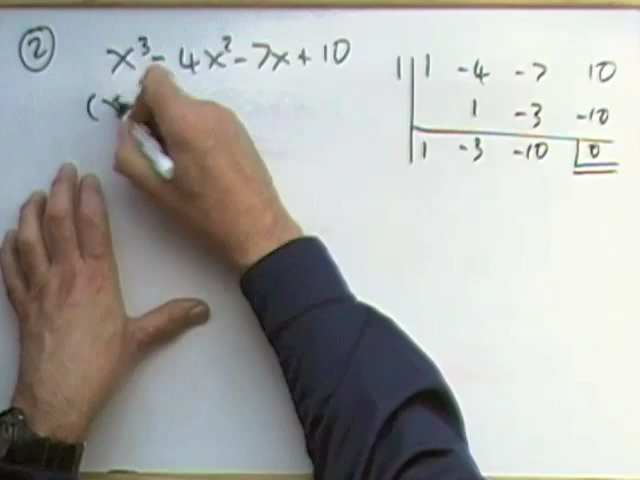 ② x³ - 4x² - 7x + 10
(x
1 | 1 -4 -7 10
1 -3 -10
1 -3 -10 0